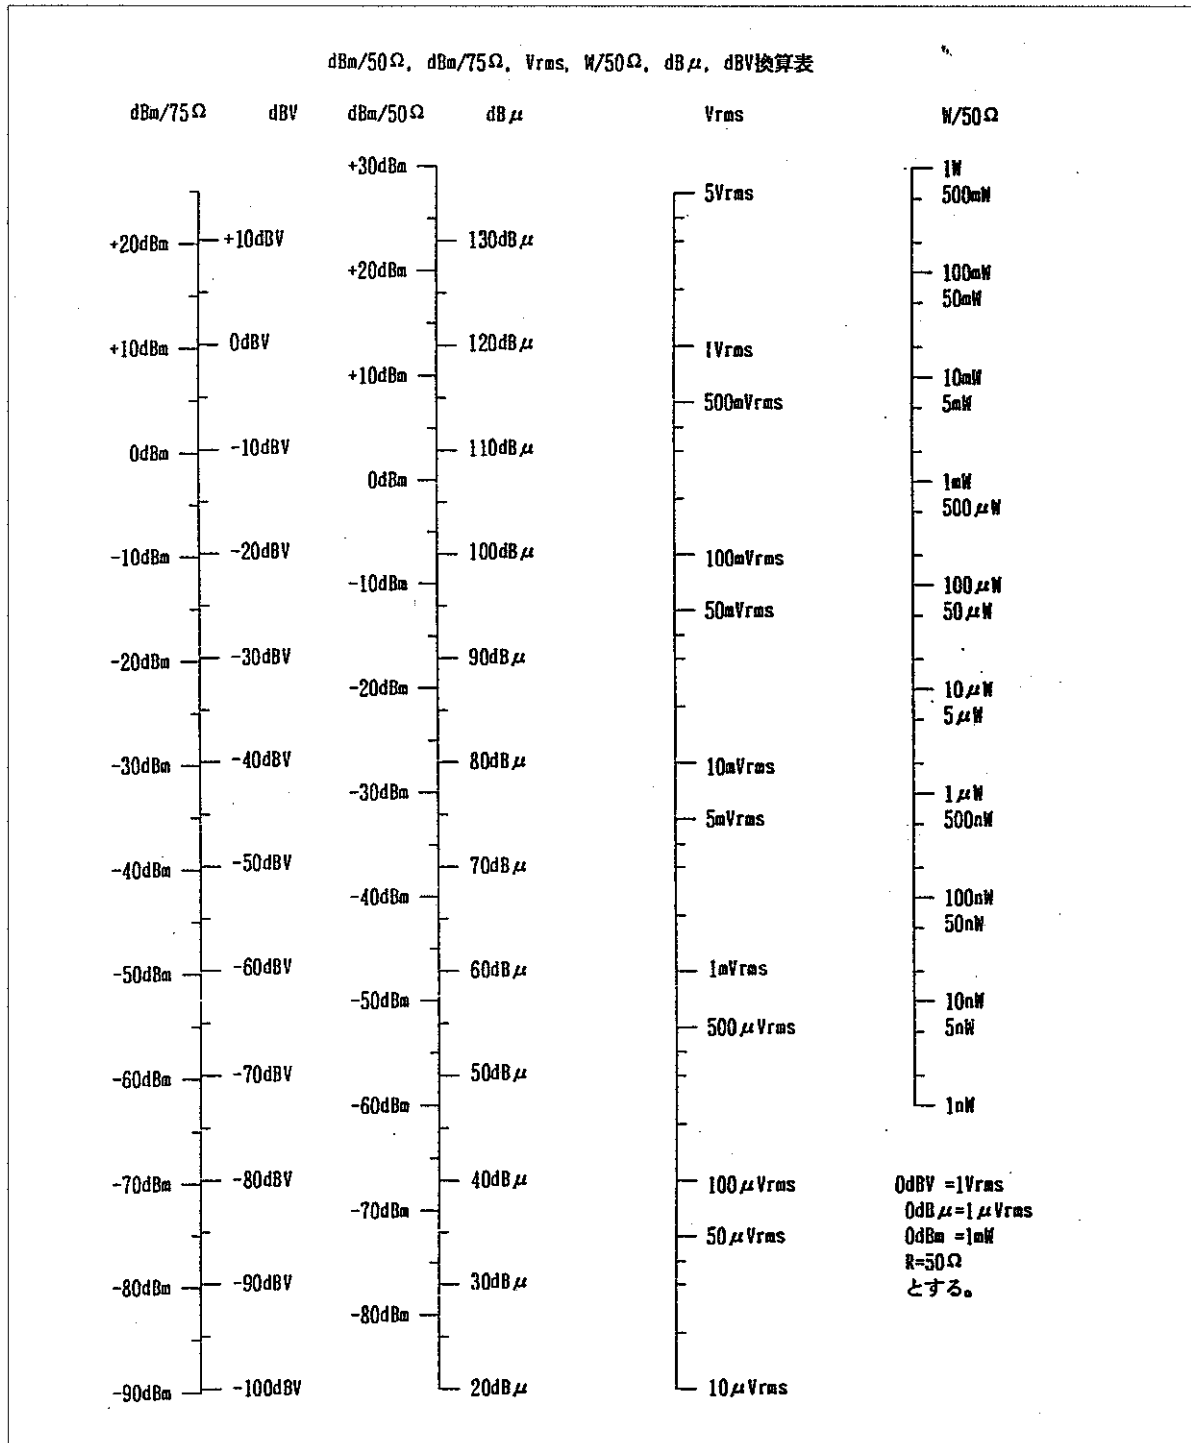 dBm/50Ω, dBm/75Ω, Vrms, W/50Ω, dBμ, dBV換算表
dBm/75Ω dBV dBm/50Ω dBμ Vrms W/50Ω
+30dBm 1W
5Vrms 500mW
+20dBm +10dBV 130dBμ
+20dBm 100mW
50mW
+10dBm 0dBV 120dBμ 1Vrms
+10dBm 10mW
500mVrms 5mW
0dBm -10dBV 110dBμ
0dBm 1mW
500μW
-10dBm -20dBV 100dBμ 100mVrms
-10dBm 100μW
50mVrms 50μW
-20dBm -30dBV 90dBμ
-20dBm 10μW
5μW
-30dBm -40dBV 80dBμ 10mVrms
-30dBm 1μW
5mVrms 500nW
-40dBm -50dBV 70dBμ
-40dBm 100nW
50nW
-50dBm -60dBV 60dBμ 1mVrms
-50dBm 10nW
500μVrms 5nW
-60dBm -70dBV 50dBμ
-60dBm 1nW
-70dBm -80dBV 40dBμ 100μVrms 0dBV =1Vrms
-70dBm 0dBμ=1μVrms
50μVrms 0dBm =1mW
R=50Ω
-80dBm -90dBV 30dBμ とする。
-80dBm
-90dBm -100dBV 20dBμ 10μVrms